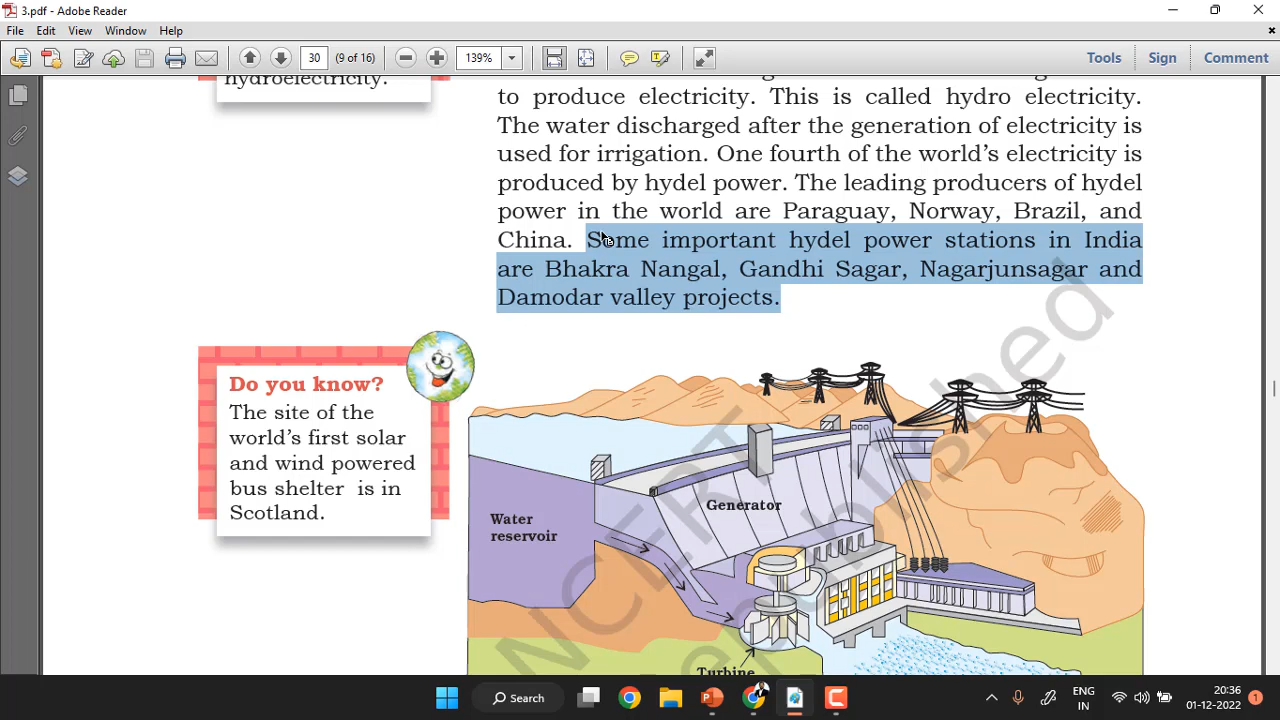 3.pdf - Adobe Reader
File Edit View Window Help
30 (9 of 16) 139% Tools Sign Comment
hydroelectricity.
to produce electricity. This is called hydro electricity.
The water discharged after the generation of electricity is
used for irrigation. One fourth of the world's electricity is
produced by hydel power. The leading producers of hydel
power in the world are Paraguay, Norway, Brazil, and
China. Some important hydel power stations in India
are Bhakra Nangal, Gandhi Sagar, Nagarjunsagar and
Damodar valley projects.
Do you know?
The site of the
world's first solar
and wind powered
bus shelter is in
Scotland.
Water
reservoir
Generator
Turbine
NCERT
Search
ENG
IN
20:36
01-12-2022
1